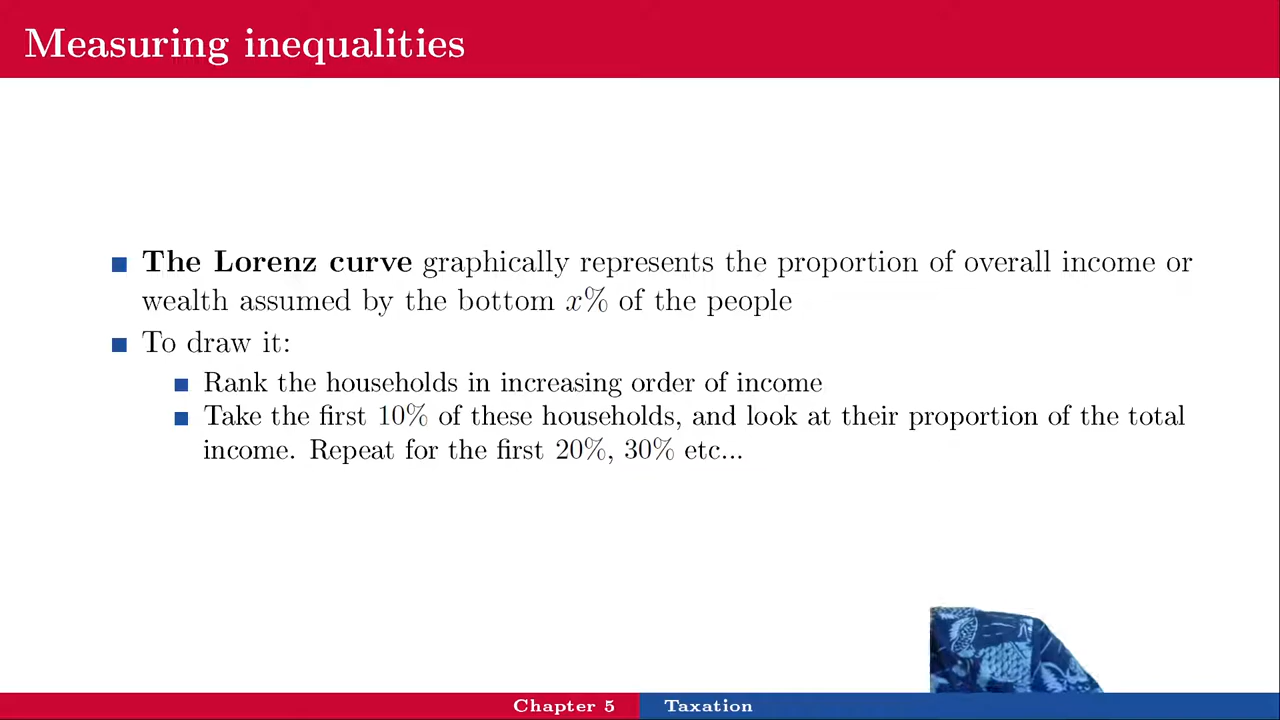 Measuring inequalities
The Lorenz curve graphically represents the proportion of overall income or
wealth assumed by the bottom x% of the people
To draw it:
Rank the households in increasing order of income
Take the first 10% of these households, and look at their proportion of the total
income. Repeat for the first 20%, 30% etc...
Chapter 5 Taxation